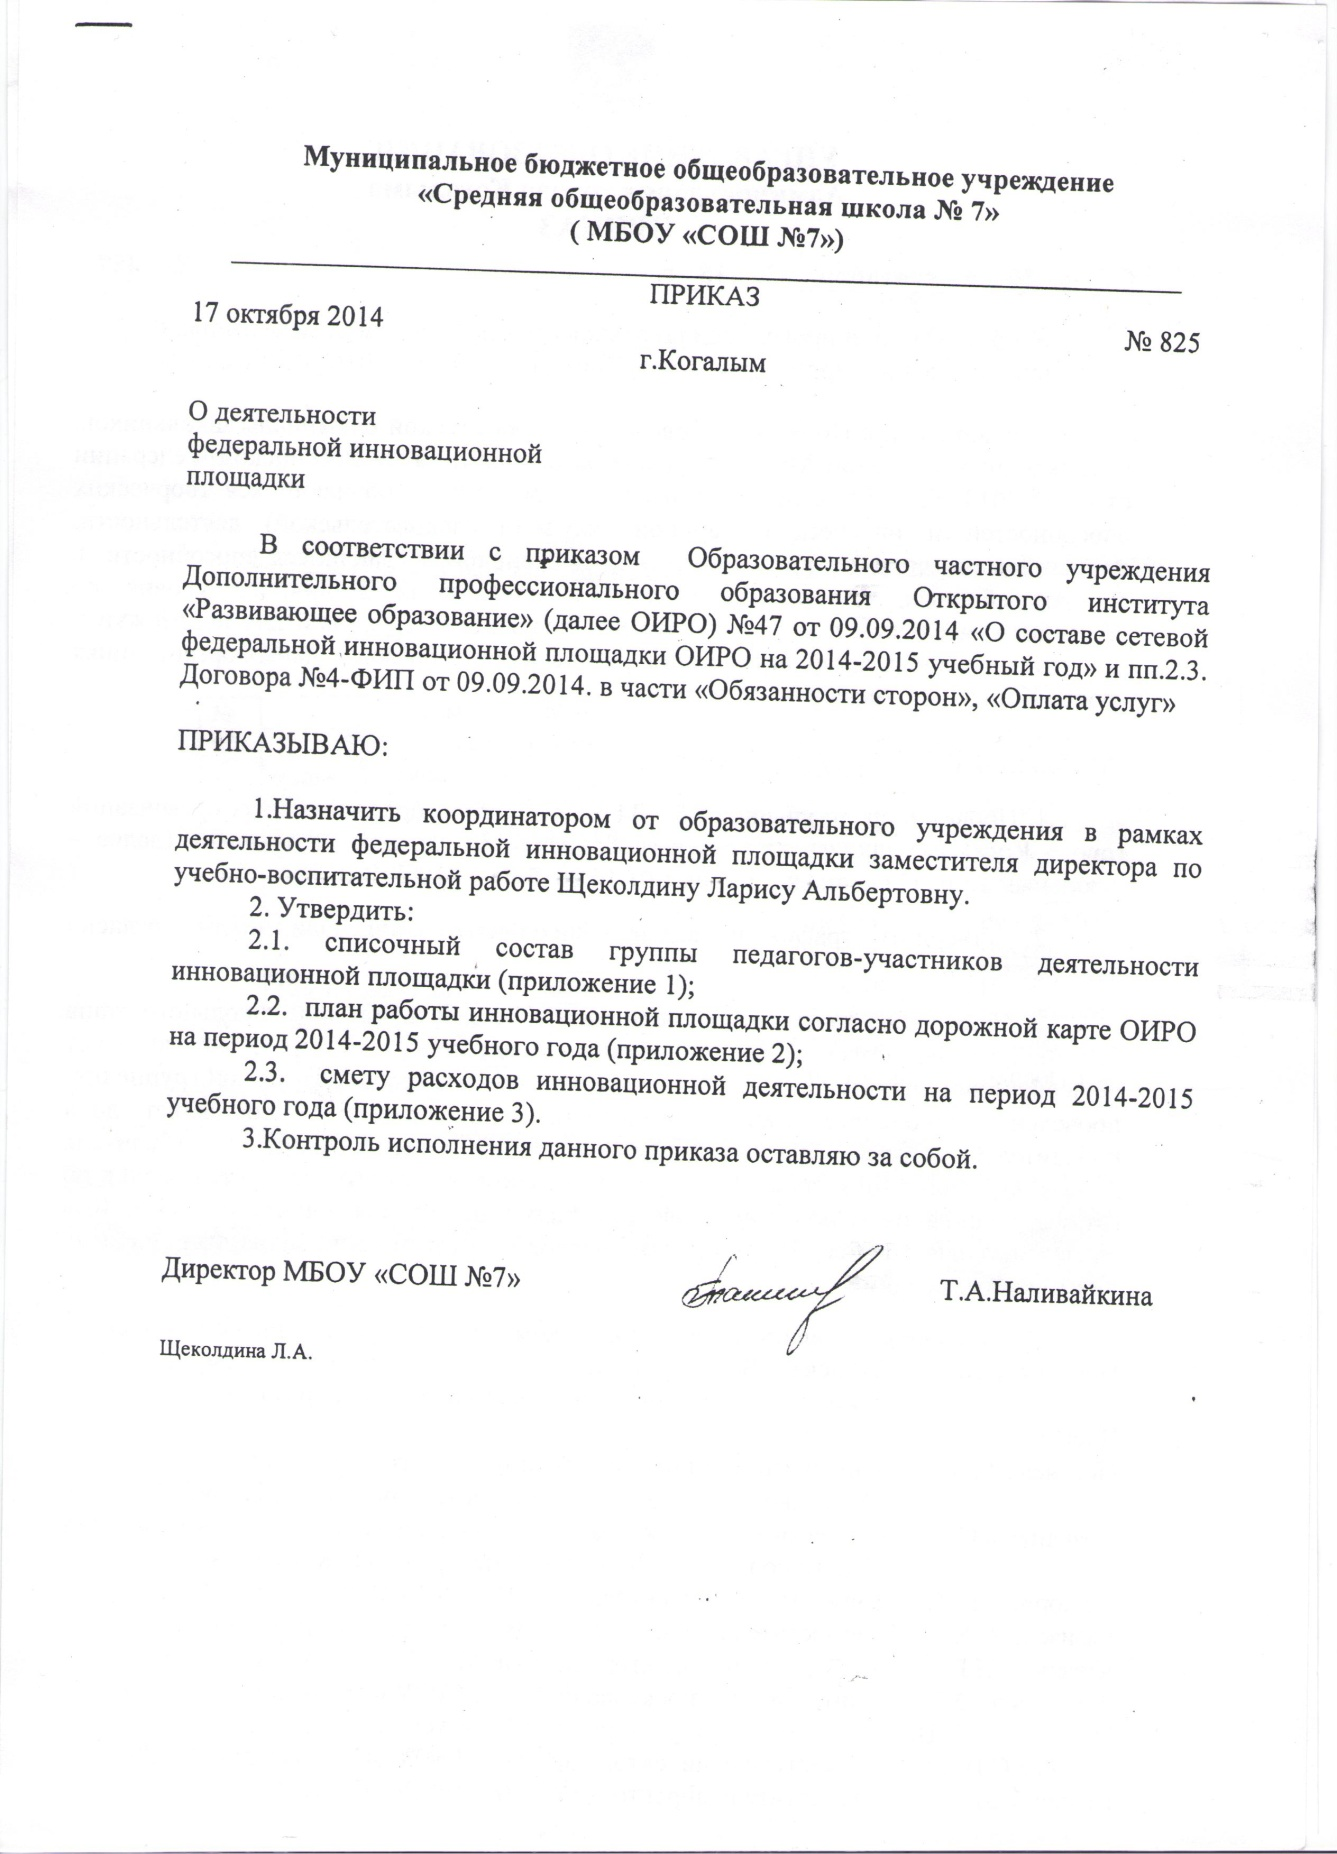 Муниципальное бюджетное общеобразовательное учреждение
«Средняя общеобразовательная школа № 7»
( МБОУ «СОШ №7»)
ПРИКАЗ
17 октября 2014
№ 825
г.Когалым
О деятельности
федеральной инновационной
площадки
В соответствии с приказом Образовательного частного учреждения
Дополнительного профессионального образования Открытого института
«Развивающее образование» (далее ОИРО) №47 от 09.09.2014 «О составе сетевой
федеральной инновационной площадки ОИРО на 2014-2015 учебный год» и пп.2.3.
Договора №4-ФИП от 09.09.2014. в части «Обязанности сторон», «Оплата услуг»
ПРИКАЗЫВАЮ:
1.Назначить координатором от образовательного учреждения в рамках
деятельности федеральной инновационной площадки заместителя директора по
учебно-воспитательной работе Щеколдину Ларису Альбертовну.
2. Утвердить:
2.1. списочный состав группы педагогов-участников деятельности
инновационной площадки (приложение 1);
2.2. план работы инновационной площадки согласно дорожной карте ОИРО
на период 2014-2015 учебного года (приложение 2);
2.3. смету расходов инновационной деятельности на период 2014-2015
учебного года (приложение 3).
3.Контроль исполнения данного приказа оставляю за собой.
Директор МБОУ «СОШ №7»
Т.А.Наливайкина
Щеколдина Л.А.